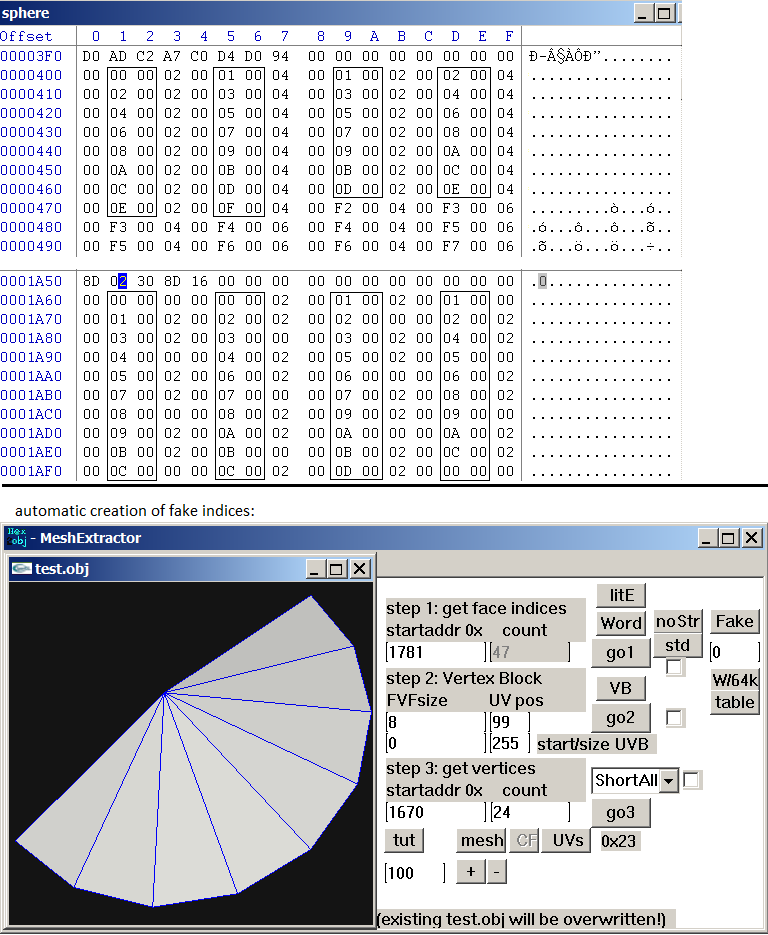 sphere
Offset 0 1 2 3 4 5 6 7 8 9 A B C D E F
00003F0 D0 AD C2 A7 C0 D4 D0 94 00 00 00 00 00 00 00 00 Ð-Â§ÀÔÐ”........
0000400 00 00 00 02 00 01 00 04 00 01 00 02 00 02 00 04 ................
0000410 00 02 00 02 00 03 00 04 00 03 00 02 00 04 00 04 ................
0000420 00 04 00 02 00 05 00 04 00 05 00 02 00 06 00 04 ................
0000430 00 06 00 02 00 07 00 04 00 07 00 02 00 08 00 04 ................
0000440 00 08 00 02 00 09 00 04 00 09 00 02 00 0A 00 04 ................
0000450 00 0A 00 02 00 0B 00 04 00 0B 00 02 00 0C 00 04 ................
0000460 00 0C 00 02 00 0D 00 04 00 0D 00 02 00 0E 00 04 ................
0000470 00 0E 00 02 00 0F 00 04 00 F2 00 04 00 F3 00 06 .........ò...ó..
0000480 00 F3 00 04 00 F4 00 06 00 F4 00 04 00 F5 00 06 .ó...ô...ô...õ..
0000490 00 F5 00 04 00 F6 00 06 00 F6 00 04 00 F7 00 06 .õ...ö...ö...÷..
0001A50 8D 02 30 8D 16 00 00 00 00 00 00 00 00 00 00 00 .0..............
0001A60 00 00 00 00 00 00 00 02 00 01 00 02 00 01 00 00 ................
0001A70 00 01 00 02 00 02 00 02 00 02 00 00 00 02 00 02 ................
0001A80 00 03 00 02 00 03 00 00 00 03 00 02 00 04 00 02 ................
0001A90 00 04 00 00 00 04 00 02 00 05 00 02 00 05 00 00 ................
0001AA0 00 05 00 02 00 06 00 02 00 06 00 00 00 06 00 02 ................
0001AB0 00 07 00 02 00 07 00 00 00 07 00 02 00 08 00 02 ................
0001AC0 00 08 00 00 00 08 00 02 00 09 00 02 00 09 00 00 ................
0001AD0 00 09 00 02 00 0A 00 02 00 0A 00 00 00 0A 00 02 ................
0001AE0 00 0B 00 02 00 0B 00 00 00 0B 00 02 00 0C 00 02 ................
0001AF0 00 0C 00 00 00 0C 00 02 00 0D 00 02 00 00 00 00 ................
automatic creation of fake indices:
Hex obj - MeshExtractor
test.obj
litE
step 1: get face indices
startaddr 0x count
Word noStr Fake
1781 47 go1 std 0
step 2: Vertex Block
VB W/64k
FVFsize UV pos table
8 99 go2
0 255 start/size UVB
step 3: get vertices
ShortAll
startaddr 0x count
1670 24 go3
tut mesh CF UVs 0x23
100 + -
(existing test.obj will be overwritten!)